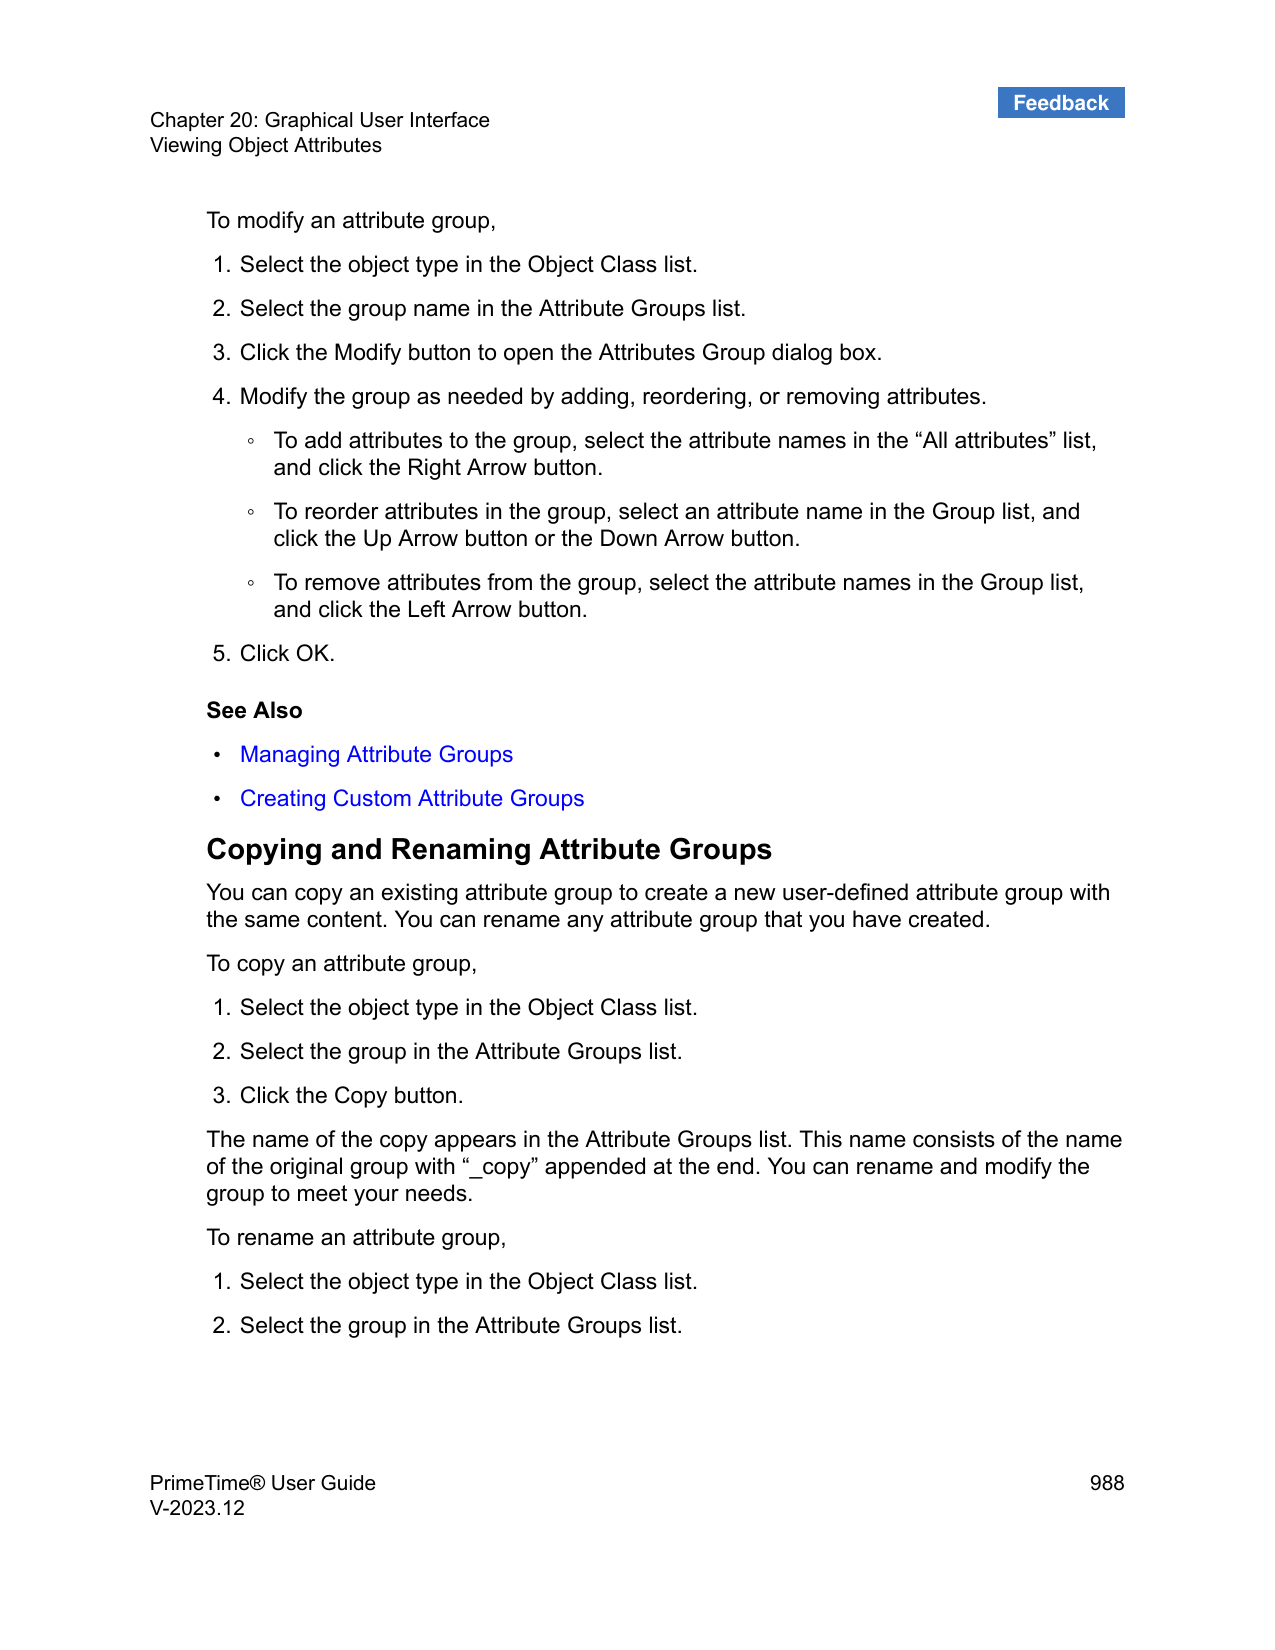 Feedback
Chapter 20: Graphical User Interface
Viewing Object Attributes
To modify an attribute group,
1. Select the object type in the Object Class list.
2. Select the group name in the Attribute Groups list.
3. Click the Modify button to open the Attributes Group dialog box.
4. Modify the group as needed by adding, reordering, or removing attributes.
◦ To add attributes to the group, select the attribute names in the “All attributes” list,
and click the Right Arrow button.
◦ To reorder attributes in the group, select an attribute name in the Group list, and
click the Up Arrow button or the Down Arrow button.
◦ To remove attributes from the group, select the attribute names in the Group list,
and click the Left Arrow button.
5. Click OK.
See Also
• Managing Attribute Groups
• Creating Custom Attribute Groups
Copying and Renaming Attribute Groups
You can copy an existing attribute group to create a new user-defined attribute group with
the same content. You can rename any attribute group that you have created.
To copy an attribute group,
1. Select the object type in the Object Class list.
2. Select the group in the Attribute Groups list.
3. Click the Copy button.
The name of the copy appears in the Attribute Groups list. This name consists of the name
of the original group with “_copy” appended at the end. You can rename and modify the
group to meet your needs.
To rename an attribute group,
1. Select the object type in the Object Class list.
2. Select the group in the Attribute Groups list.
PrimeTime® User Guide 988
V-2023.12